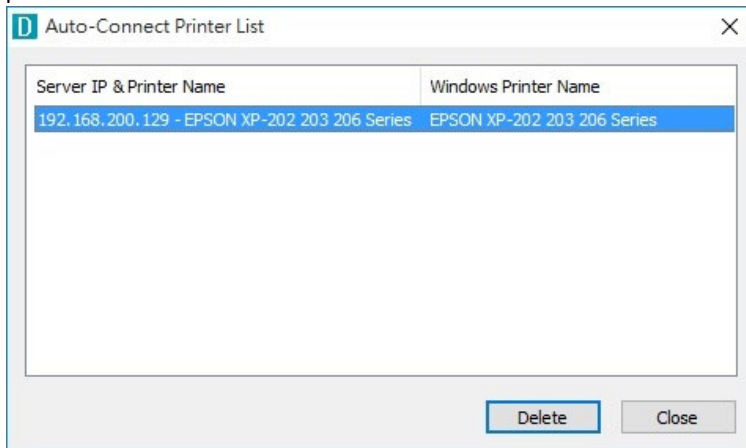 D Auto-Connect Printer List
Server IP & Printer Name Windows Printer Name
192.168.200.129 - EPSON XP-202 203 206 Series EPSON XP-202 203 206 Series
Delete Close